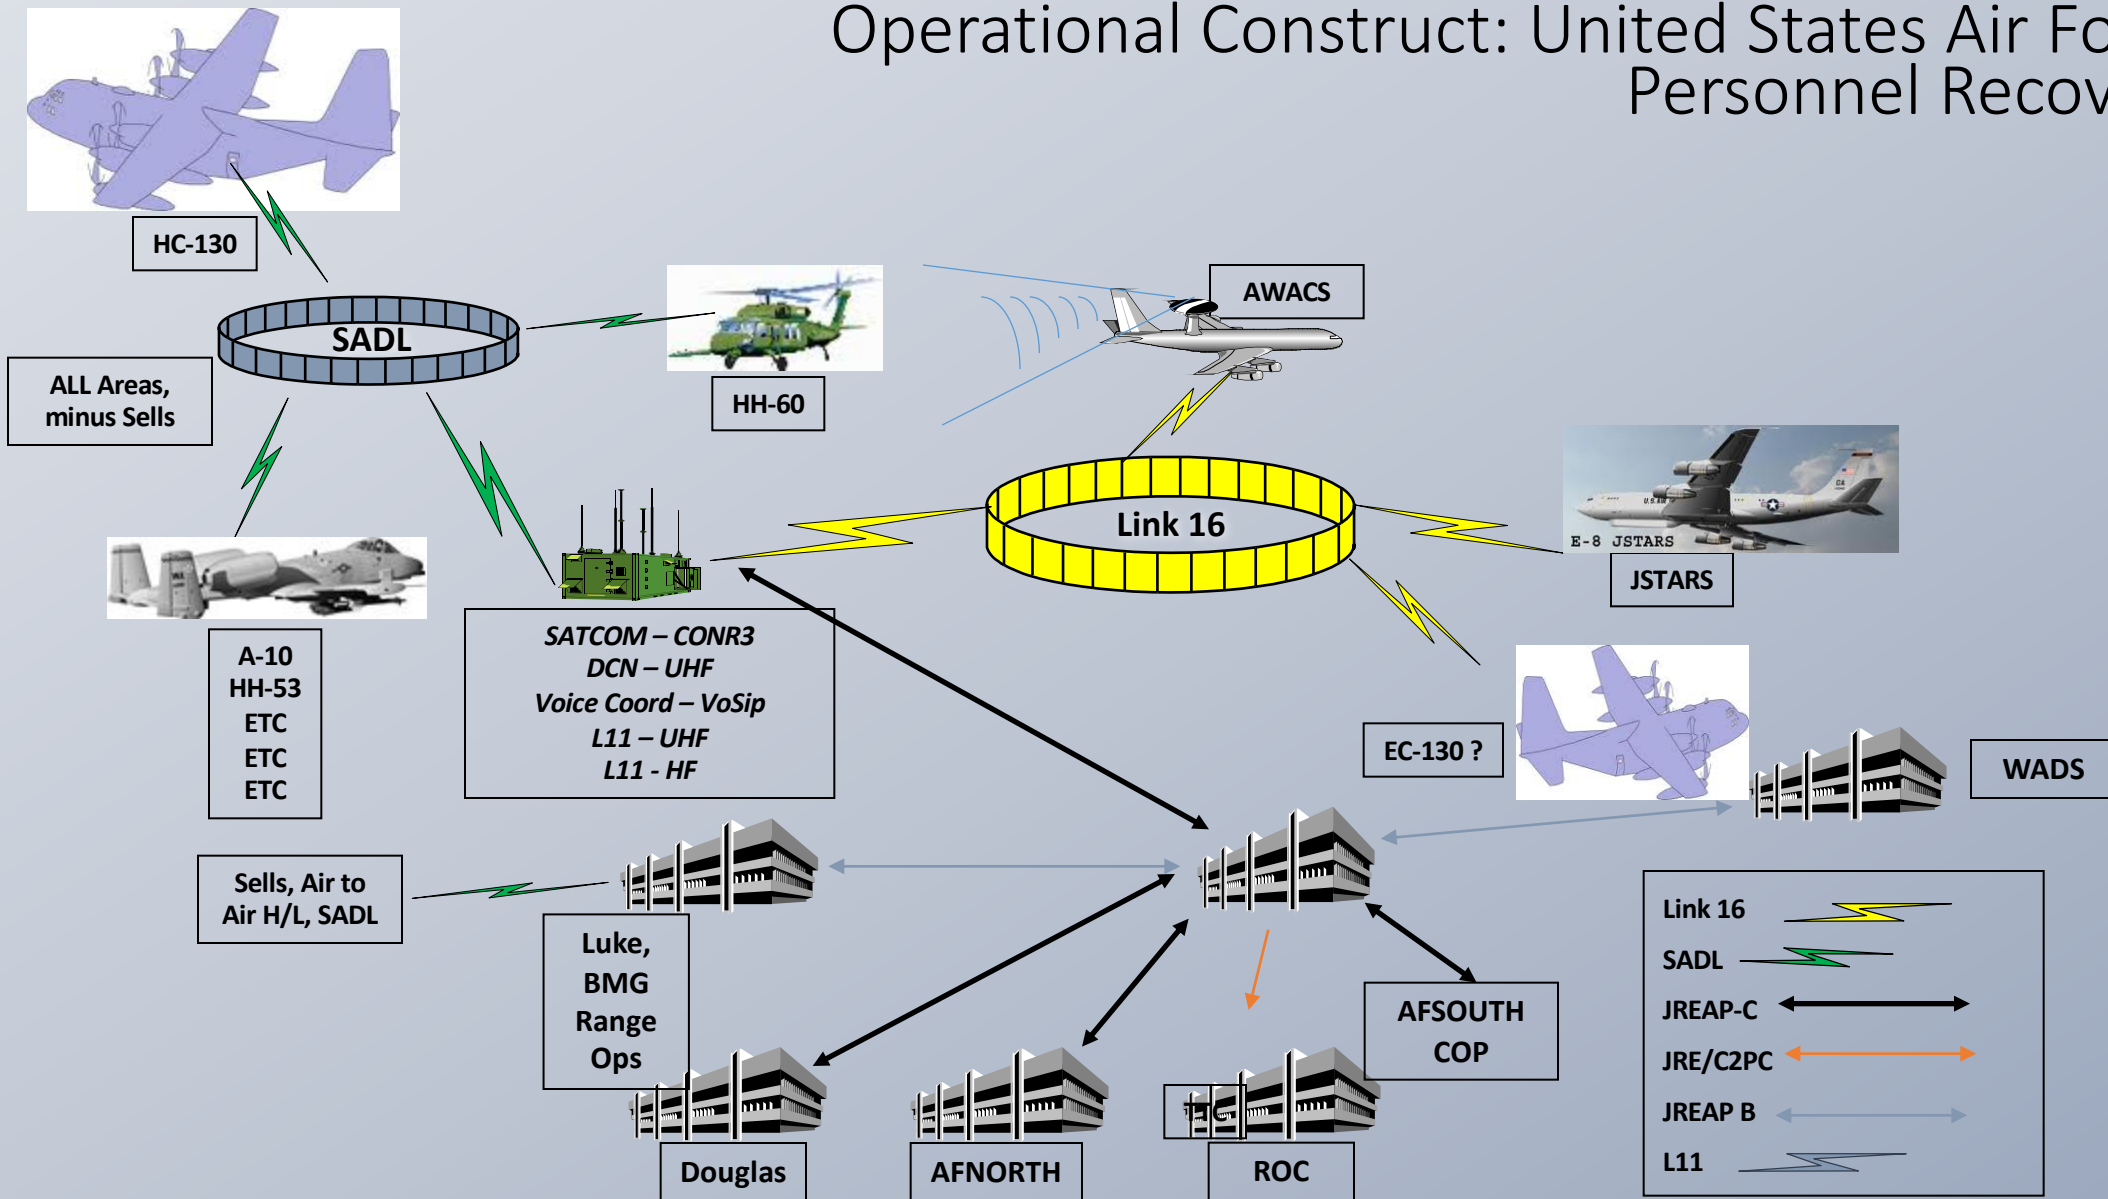 Operational Construct: United States Air Fo
Personnel Recov
HC-130
SADL
ALL Areas,
minus Sells
HH-60
AWACS
Link 16
E-8 JSTARS
JSTARS
A-10
HH-53
ETC
ETC
ETC
SATCOM – CONR3
DCN – UHF
Voice Coord – VoSip
L11 – UHF
L11 - HF
EC-130 ?
WADS
Sells, Air to
Air H/L, SADL
Luke,
BMG
Range
Ops
AFSOUTH
COP
TTC
Douglas
AFNORTH
ROC
Link 16
SADL
JREAP-C
JRE/C2PC
JREAP B
L11